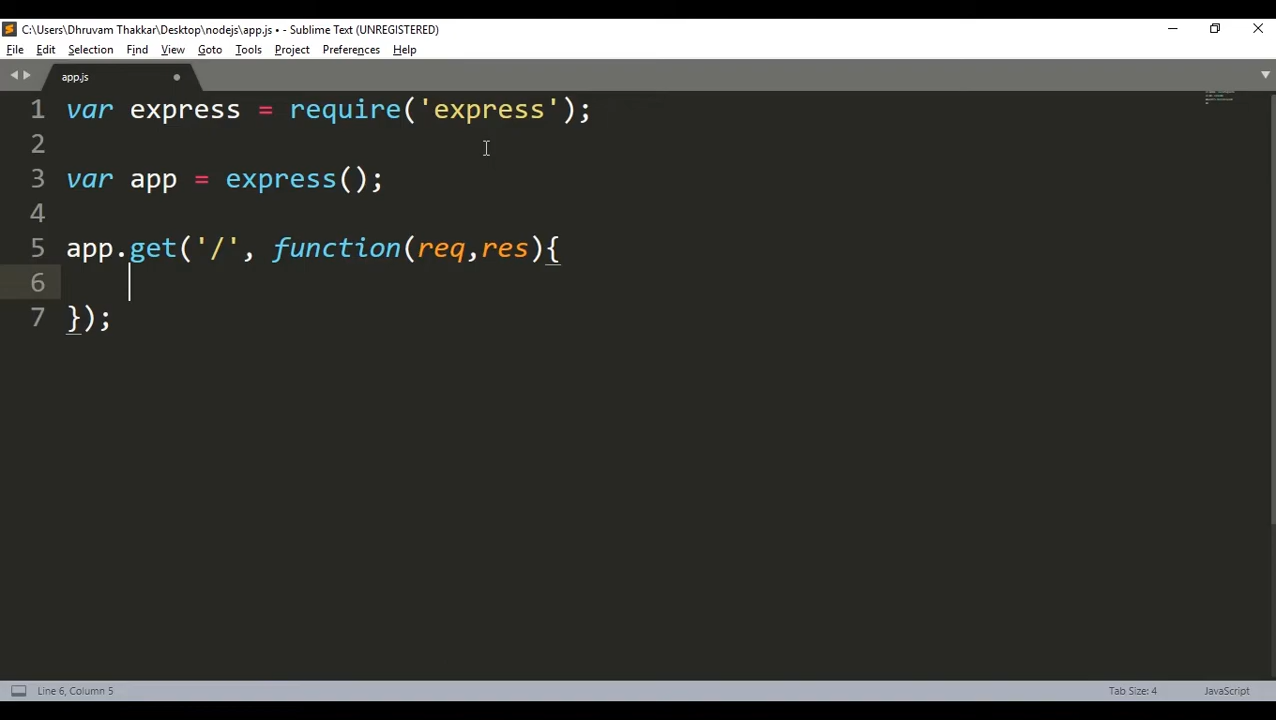 C:\Users\Dhruvam Thakkar\Desktop\nodejs\app.js • - Sublime Text (UNREGISTERED)
File Edit Selection Find View Goto Tools Project Preferences Help
app.js
1 var express = require('express');
2
3 var app = express();
4
5 app.get('/', function(req,res){
6
7 });
Line 6, Column 5 Tab Size: 4 JavaScript